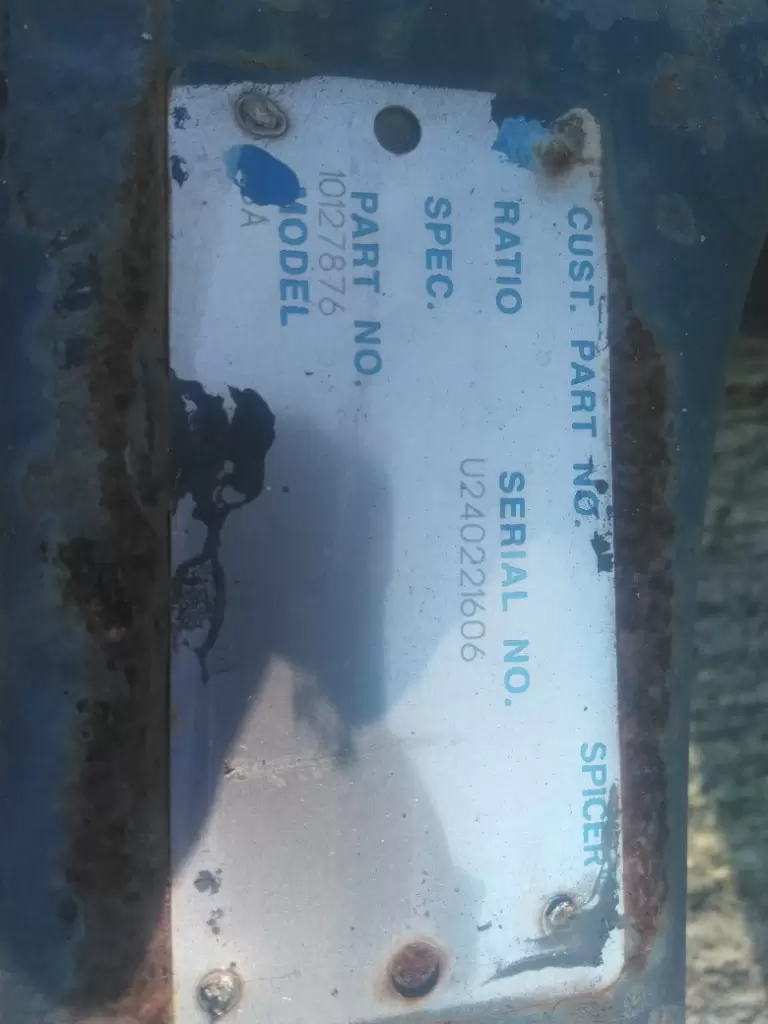 CUST. PART NO. SPICER
RATIO SERIAL NO.
U240221606
SPEC.
PART NO.
10127876
MODEL